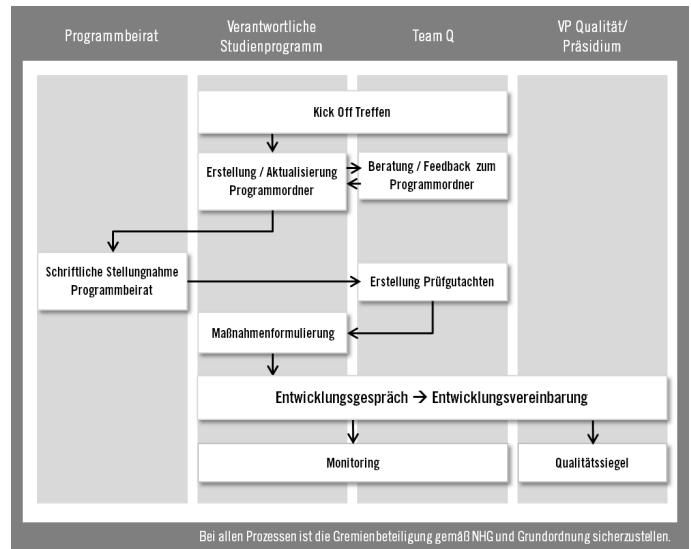 Programmbeirat
Verantwortliche
Studienprogramm
Team Q
VP Qualität/
Präsidium
Kick Off Treffen
Erstellung / Aktualisierung
Programmordner
Beratung / Feedback zum
Programmordner
Schriftliche Stellungnahme
Programmbeirat
Erstellung Prüfgutachten
Maßnahmenformulierung
Entwicklungsgespräch → Entwicklungsvereinbarung
Monitoring
Qualitätssiegel
Bei allen Prozessen ist die Gremienbeteiligung gemäß NHG und Grundordnung sicherzustellen.